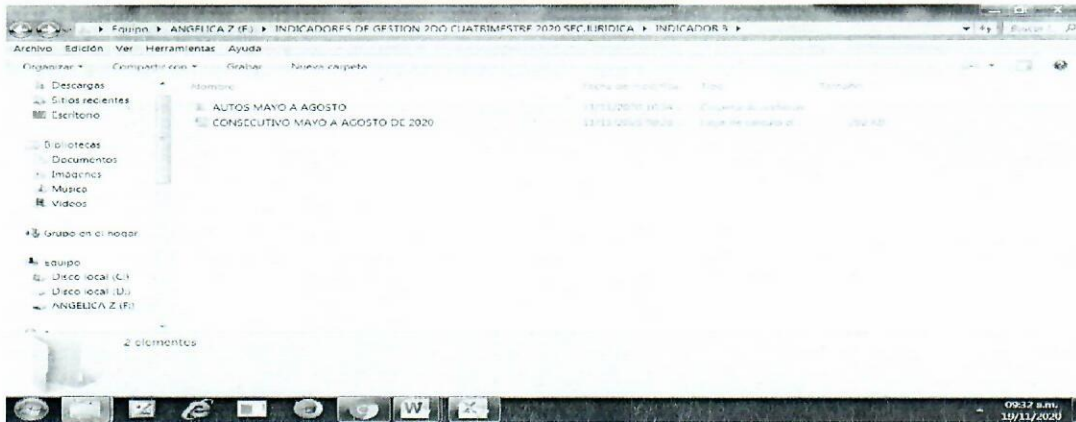 Equipo ▸ ANGELICA Z (F:) ▸ INDICADORES DE GESTION 2DO CUATRIMESTRE 2020 SEC.JURIDICA ▸ INDICADOR 3 ▸
Archivo Edición Ver Herramientas Ayuda
Organizar Compartir con Grabar Nueva carpeta
Descargas
Nombre Tipo Tamaño
Sitios recientes
AUTOS MAYO A AGOSTO
Escritorio
CONSECUTIVO MAYO A AGOSTO DE 2020
Bibliotecas
Documentos
Imágenes
Música
Videos
Grupo en el hogar
Equipo
Disco local (C:)
Disco local (D:)
ANGELICA Z (F:)
2 elementos
09:32 a.m.
19/11/2020